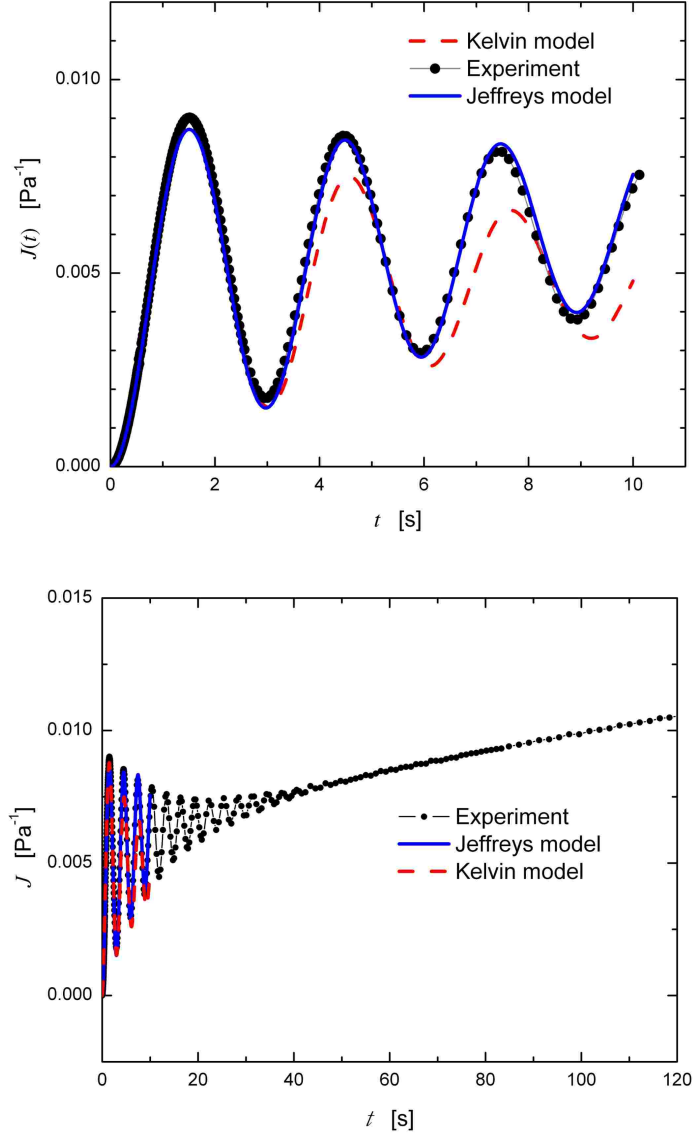 Kelvin model
Experiment
Jeffreys model
0.010
0.005
0.000
J(t) [Pa⁻¹]
0 2 4 6 8 10
t [s]
0.015
0.010
0.005
0.000
J [Pa⁻¹]
Experiment
Jeffreys model
Kelvin model
0 20 40 60 80 100 120
t [s]